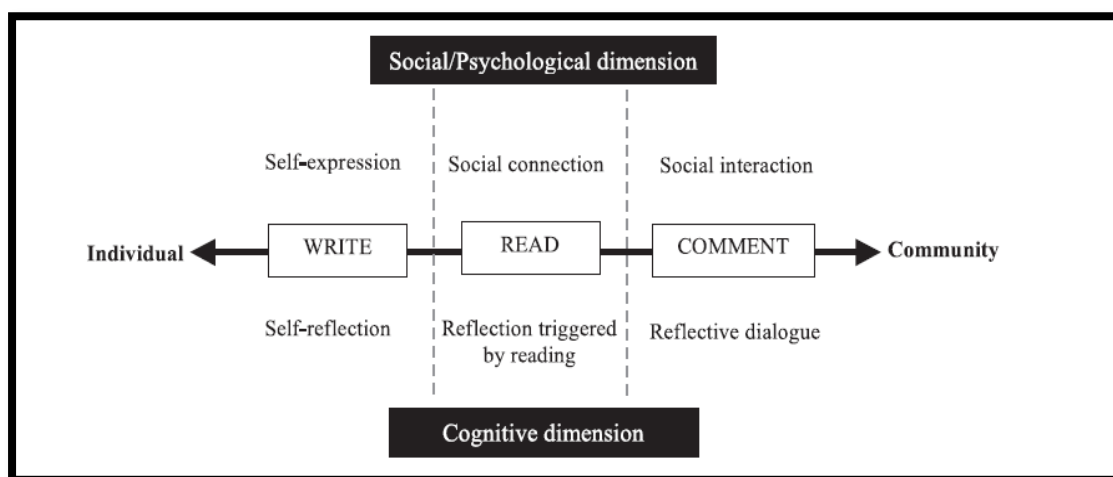 Social/Psychological dimension
Self-expression
Social connection
Social interaction
Individual
WRITE
READ
COMMENT
Community
Self-reflection
Reflection triggered
by reading
Reflective dialogue
Cognitive dimension